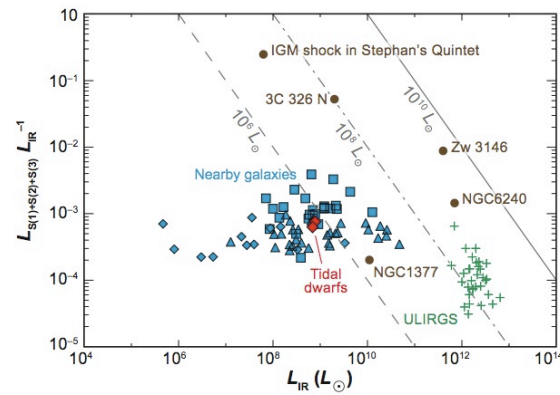 1
IGM shock in Stephan's Quintet
10⁻¹
3C 326 N
10¹⁰ L☉
10⁻²
10⁶ L☉
10⁸ L☉
Zw 3146
Nearby galaxies
NGC6240
10⁻³
L_S(1)+S(2)+S(3) L_IR⁻¹
Tidal
dwarfs
NGC1377
10⁻⁴
ULIRGS
10⁻⁵
10⁴ 10⁶ 10⁸ 10¹⁰ 10¹² 10¹⁴
L_IR (L☉)